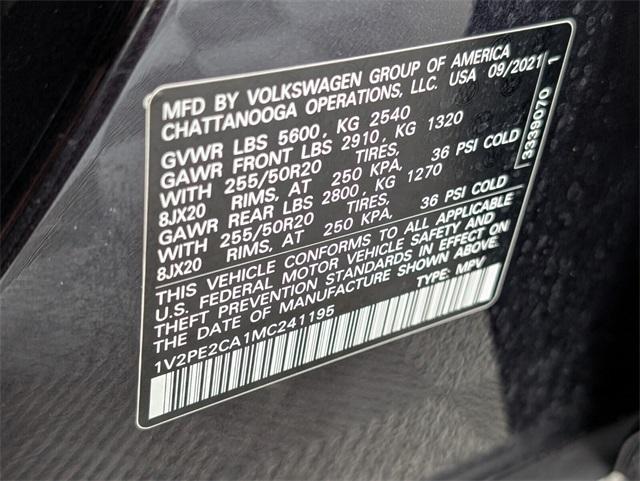 MFD BY VOLKSWAGEN GROUP OF AMERICA
CHATTANOOGA OPERATIONS, LLC. USA 09/2021
GVWR LBS 5600, KG 2540
GAWR FRONT LBS 2910, KG 1320
WITH 255/50R20 TIRES,
8JX20 RIMS, AT 250 KPA, 36 PSI COLD
GAWR REAR LBS 2800, KG 1270
WITH 255/50R20 TIRES,
8JX20 RIMS, AT 250 KPA, 36 PSI COLD
THIS VEHICLE CONFORMS TO ALL APPLICABLE
U.S. FEDERAL MOTOR VEHICLE SAFETY AND
THEFT PREVENTION STANDARDS IN EFFECT ON
THE DATE OF MANUFACTURE SHOWN ABOVE.
1V2PE2CA1MC241195 TYPE: MPV
3339070 1